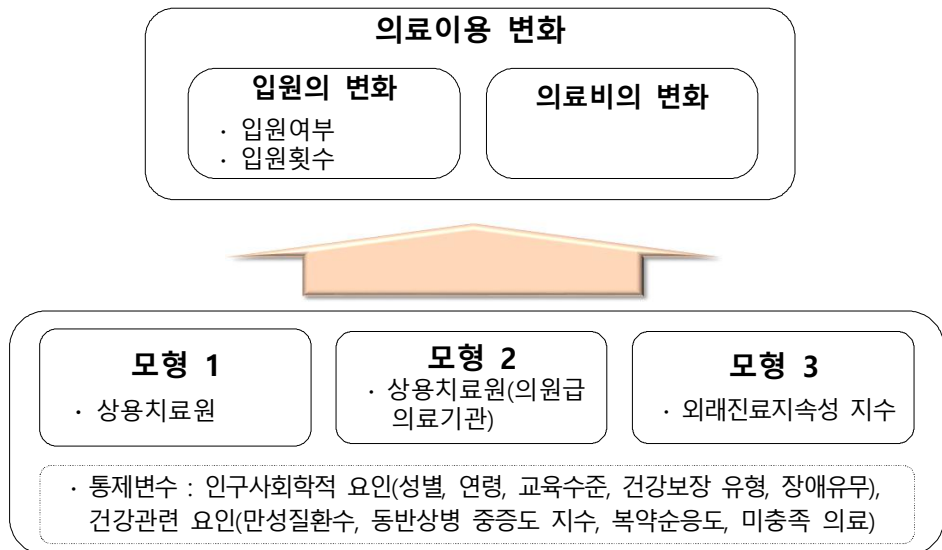 의료이용 변화
입원의 변화
· 입원여부
· 입원횟수
의료비의 변화
모형 1
· 상용치료원
모형 2
· 상용치료원(의원급
의료기관)
모형 3
· 외래진료지속성 지수
· 통제변수 : 인구사회학적 요인(성별, 연령, 교육수준, 건강보장 유형, 장애유무),
건강관련 요인(만성질환수, 동반상병 중증도 지수, 복약순응도, 미충족 의료)